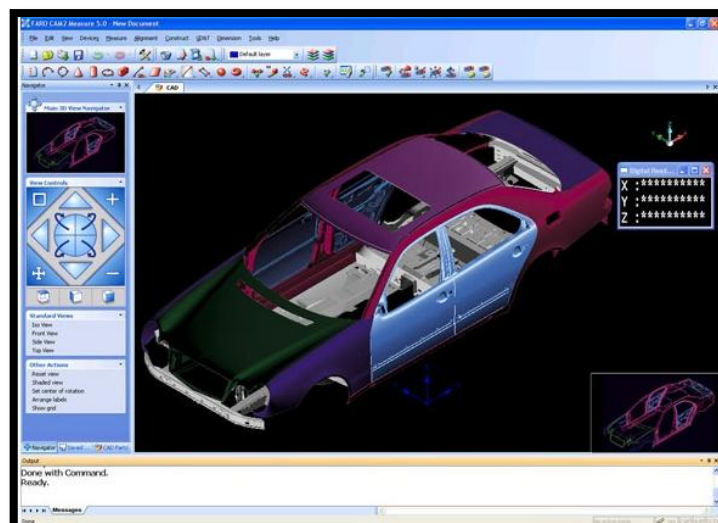 FARO CAM2 Measure 5.0 - New Document
File Edit View Devices Measure Alignment Construct GD&T Dimension Tools Help
Default layer
Navigator
CAD
Main 3D View Navigator
Digital Read...
X :**********
Y :**********
Z :**********
View Controls
Standard Views
Iso View
Front View
Side View
Top View
Other Actions
Reset view
Shaded view
Set center of rotation
Arrange labels
Show grid
Navigator Saved ... CAD Parts
Output
Done with Command.
Ready.
Messages
Done